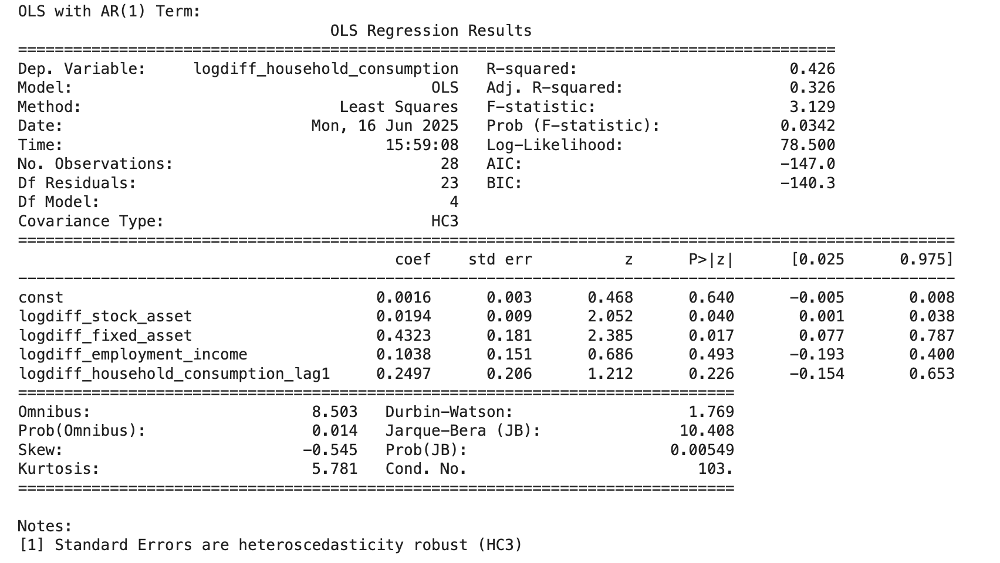 OLS with AR(1) Term:
OLS Regression Results
==============================================================================
Dep. Variable: logdiff_household_consumption R-squared: 0.426
Model: OLS Adj. R-squared: 0.326
Method: Least Squares F-statistic: 3.129
Date: Mon, 16 Jun 2025 Prob (F-statistic): 0.0342
Time: 15:59:08 Log-Likelihood: 78.500
No. Observations: 28 AIC: -147.0
Df Residuals: 23 BIC: -140.3
Df Model: 4
Covariance Type: HC3
==============================================================================
coef std err z P>|z| [0.025 0.975]
------------------------------------------------------------------------------
const 0.0016 0.003 0.468 0.640 -0.005 0.008
logdiff_stock_asset 0.0194 0.009 2.052 0.040 0.001 0.038
logdiff_fixed_asset 0.4323 0.181 2.385 0.017 0.077 0.787
logdiff_employment_income 0.1038 0.151 0.686 0.493 -0.193 0.400
logdiff_household_consumption_lag1 0.2497 0.206 1.212 0.226 -0.154 0.653
==============================================================================
Omnibus: 8.503 Durbin-Watson: 1.769
Prob(Omnibus): 0.014 Jarque-Bera (JB): 10.408
Skew: -0.545 Prob(JB): 0.00549
Kurtosis: 5.781 Cond. No. 103.
==============================================================================
Notes:
[1] Standard Errors are heteroscedasticity robust (HC3)